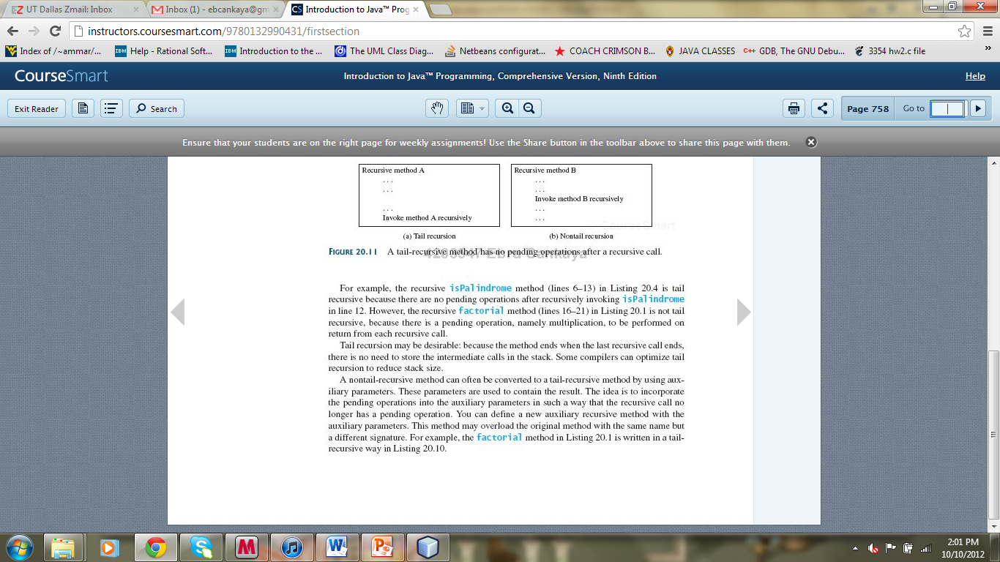 UT Dallas Zmail: Inbox
Inbox (1) - ebcankaya@gm
Introduction to Java™ Prog
instructors.coursesmart.com/9780132990431/firstsection
Index of /~ammar/...
Help - Rational Soft...
Introduction to the ...
The UML Class Diag...
Netbeans configurat...
COACH CRIMSON B...
JAVA CLASSES
GDB, The GNU Debu...
3354 hw2.c file
CourseSmart
Introduction to Java™ Programming, Comprehensive Version, Ninth Edition
Help
Exit Reader
Search
Page 758
Go to
Ensure that your students are on the right page for weekly assignments! Use the Share button in the toolbar above to share this page with them.
Recursive method A
. . .
. . .
. . .
Invoke method A recursively
(a) Tail recursion
Recursive method B
. . .
. . .
Invoke method B recursively
. . .
. . .
(b) Nontail recursion
CourseSmart
FIGURE 20.11 A tail-recursive method has no pending operations after a recursive call.
For example, the recursive isPalindrome method (lines 6–13) in Listing 20.4 is tail
recursive because there are no pending operations after recursively invoking isPalindrome
in line 12. However, the recursive factorial method (lines 16–21) in Listing 20.1 is not tail
recursive, because there is a pending operation, namely multiplication, to be performed on
return from each recursive call.
Tail recursion may be desirable: because the method ends when the last recursive call ends,
there is no need to store the intermediate calls in the stack. Some compilers can optimize tail
recursion to reduce stack size.
A nontail-recursive method can often be converted to a tail-recursive method by using aux-
iliary parameters. These parameters are used to contain the result. The idea is to incorporate
the pending operations into the auxiliary parameters in such a way that the recursive call no
longer has a pending operation. You can define a new auxiliary recursive method with the
auxiliary parameters. This method may overload the original method with the same name but
a different signature. For example, the factorial method in Listing 20.1 is written in a tail-
recursive way in Listing 20.10.
2:01 PM
10/10/2012